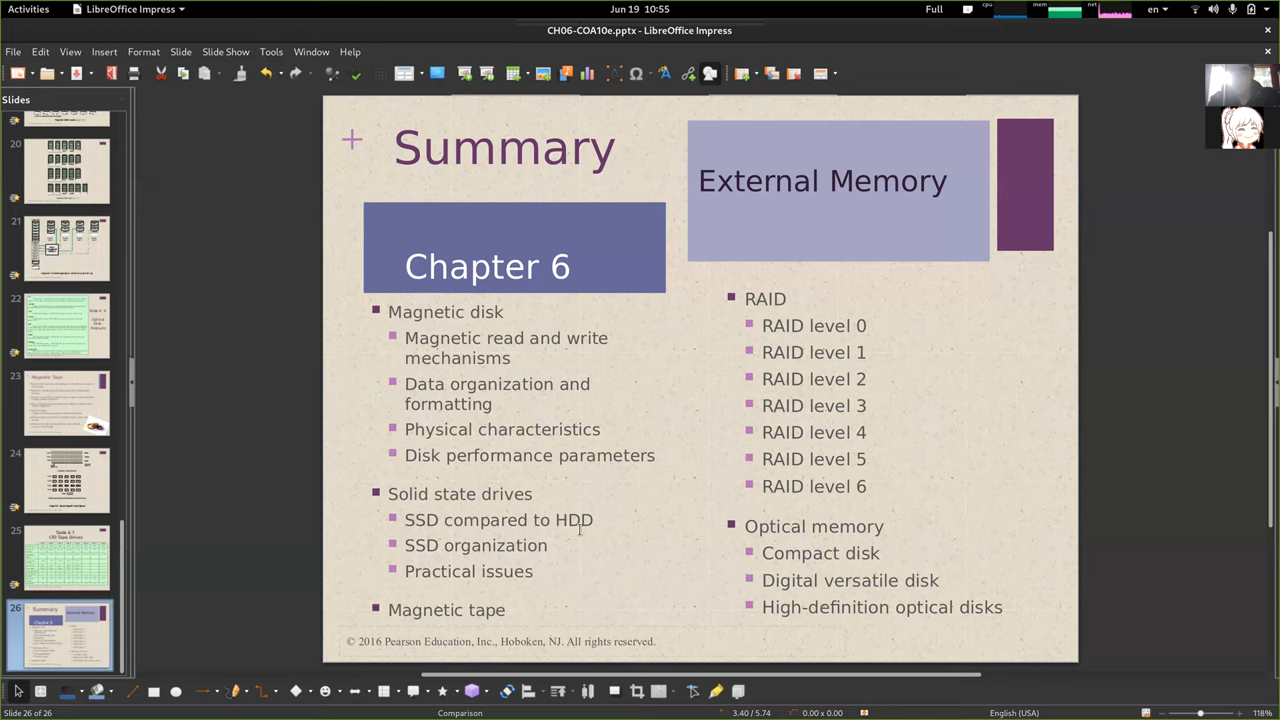 Activities
LibreOffice Impress
Jun 19 10:55
Full
cpu
mem
net
en
CH06-COA10e.pptx - LibreOffice Impress
File Edit View Insert Format Slide Slide Show Tools Window Help
Slides
20
21
22
23
Magnetic Tape
24
25
26
Summary
External Memory
Chapter 6
Magnetic disk
Magnetic read and write
mechanisms
Data organization and
formatting
Physical characteristics
Disk performance parameters
Solid state drives
SSD compared to HDD
SSD organization
Practical issues
Magnetic tape
RAID
RAID level 0
RAID level 1
RAID level 2
RAID level 3
RAID level 4
RAID level 5
RAID level 6
Optical memory
Compact disk
Digital versatile disk
High-definition optical disks
© 2016 Pearson Education, Inc., Hoboken, NJ. All rights reserved.
Slide 26 of 26
Comparison
3.40 / 5.74
0.00 x 0.00
English (USA)
118%